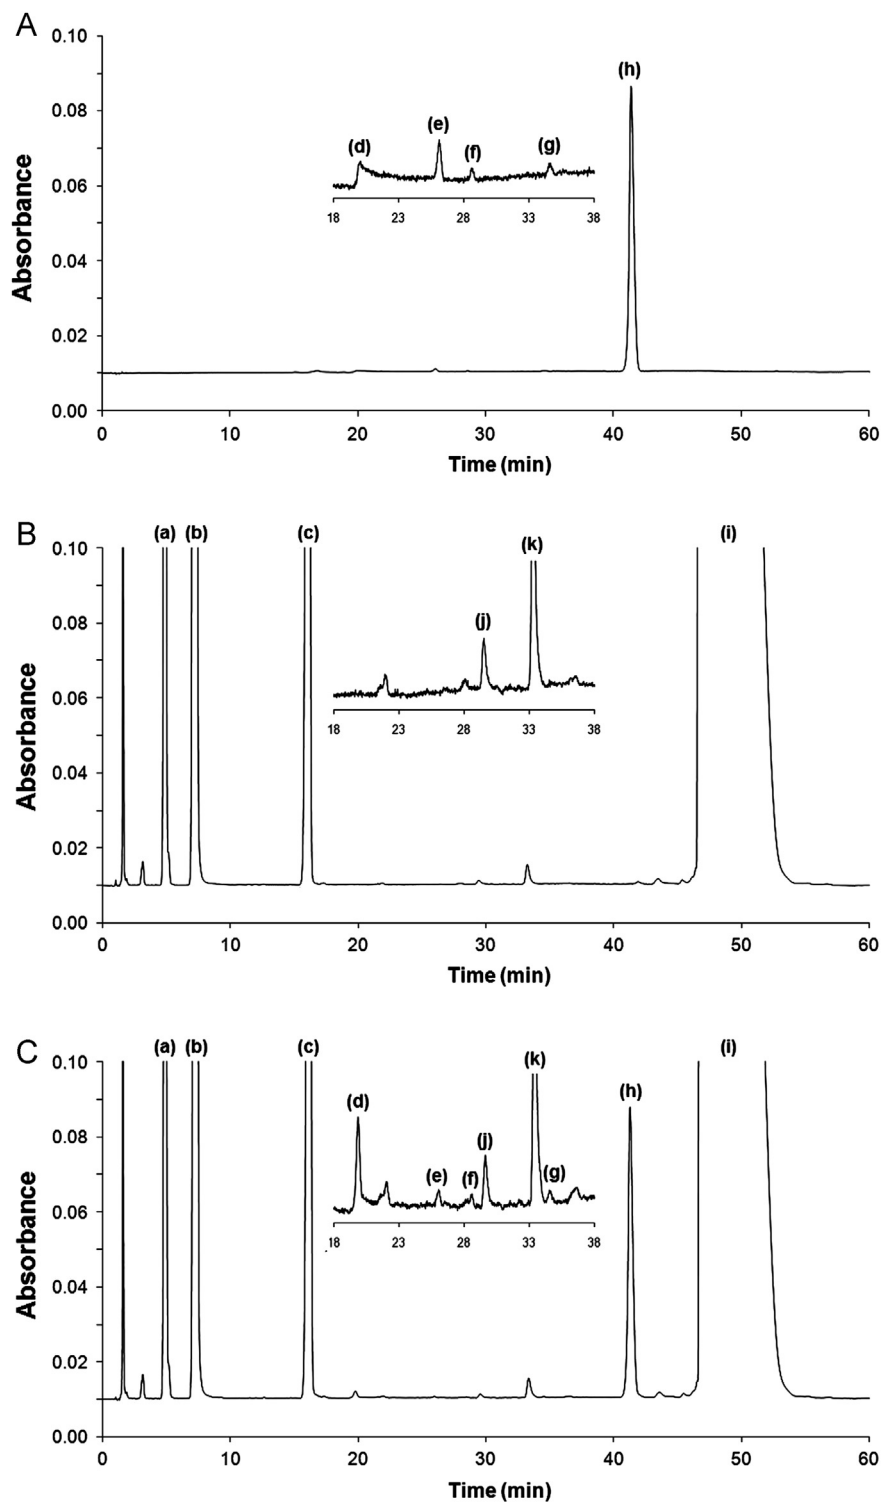 A
0.10
(h)
(e)
0.08
(d)
(f)
(g)
0.06
18 23 28 33 38
Absorbance
0.04
0.02
0.00
0 10 20 30 40 50 60
Time (min)
B
(a) (b) (c) (k) (i)
0.10
(j)
0.08
0.06
18 23 28 33 38
Absorbance
0.04
0.02
0.00
0 10 20 30 40 50 60
Time (min)
C
(a) (b) (c) (k) (i)
0.10
(d) (h)
0.08
(j)
(e) (f) (g)
0.06
18 23 28 33 38
Absorbance
0.04
0.02
0.00
0 10 20 30 40 50 60
Time (min)